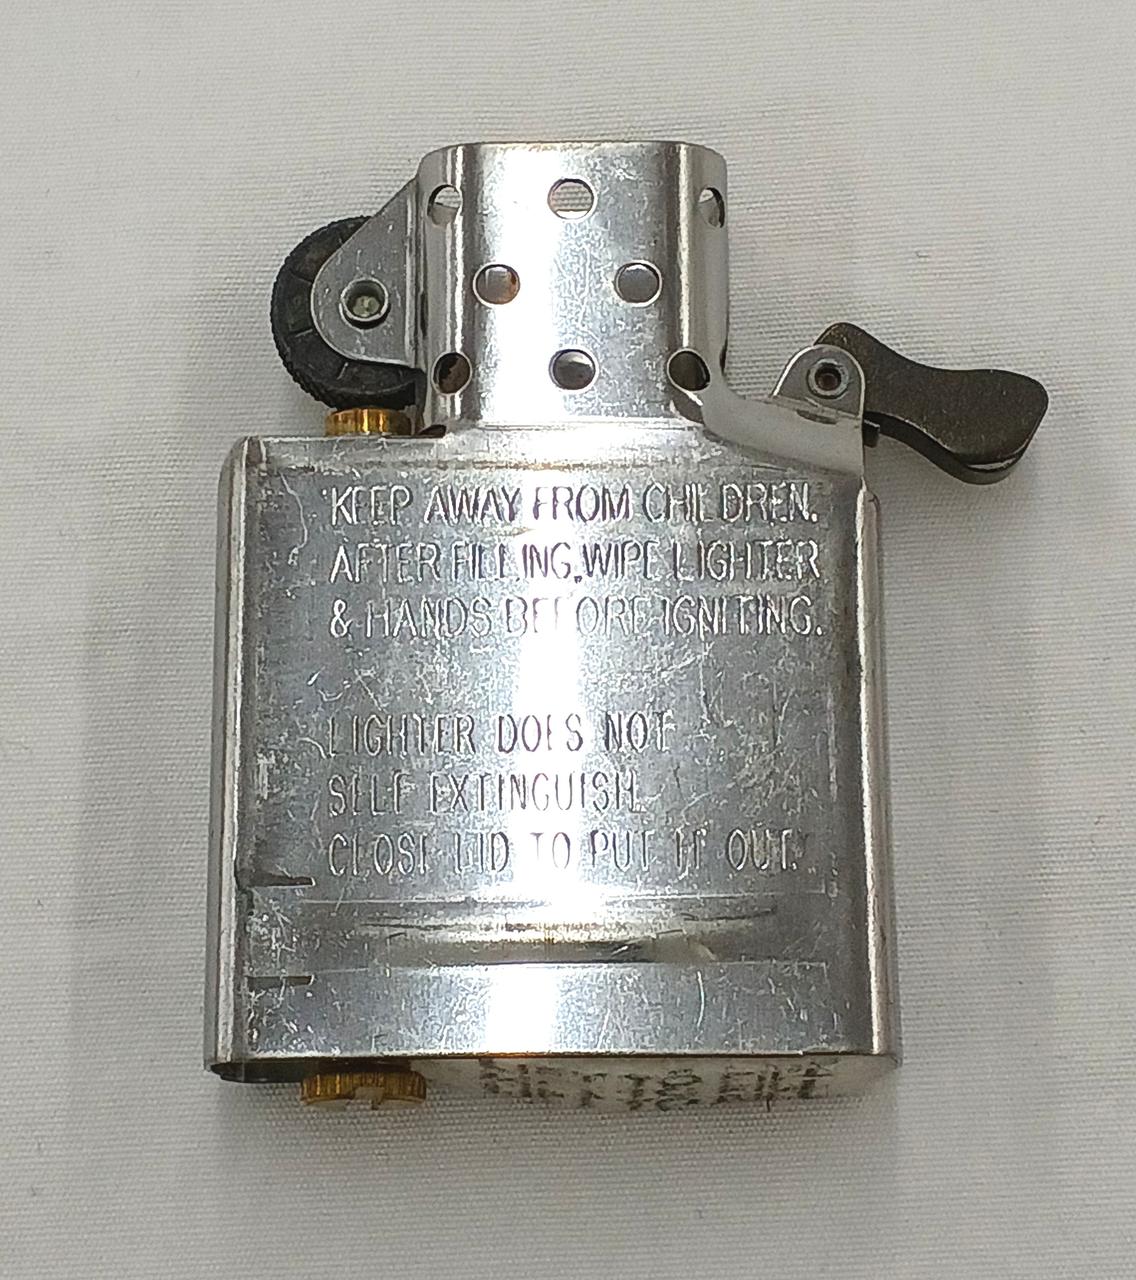 KEEP AWAY FROM CHILDREN.
AFTER FILLING, WIPE LIGHTER
& HANDS BEFORE IGNITING.
LIGHTER DOES NOT
SELF EXTINGUISH.
CLOSE LID TO PUT IT OUT.
TO